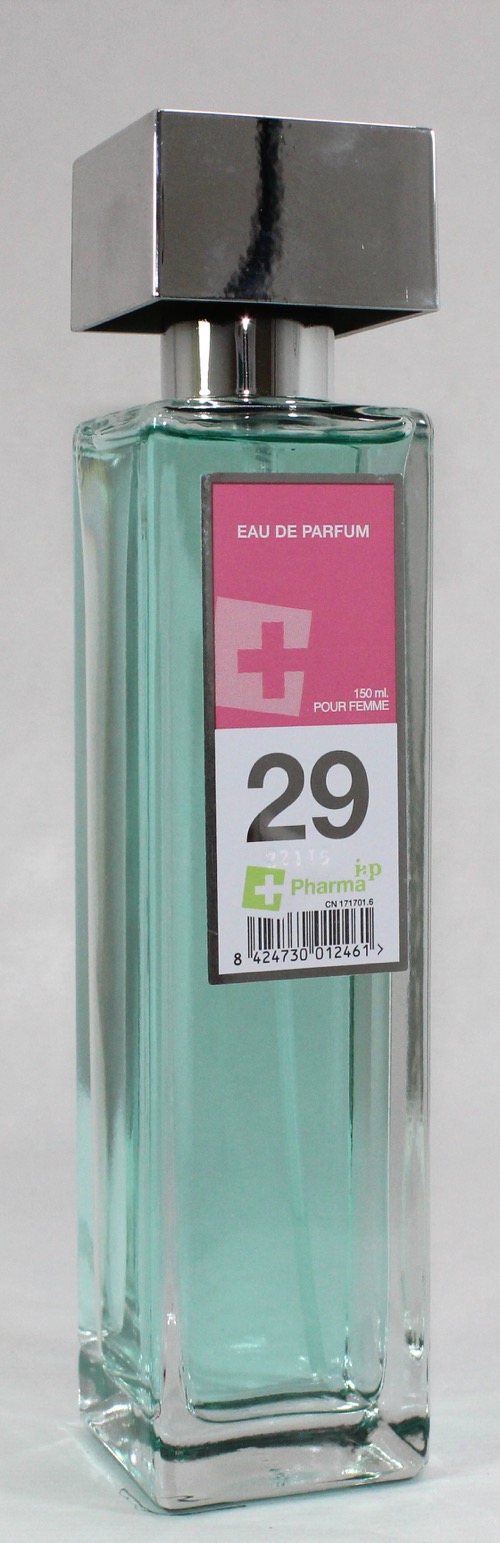 EAU DE PARFUM
150 ml.
POUR FEMME
29
iap
Pharma
CN 171701.6
8 424730 012461 >